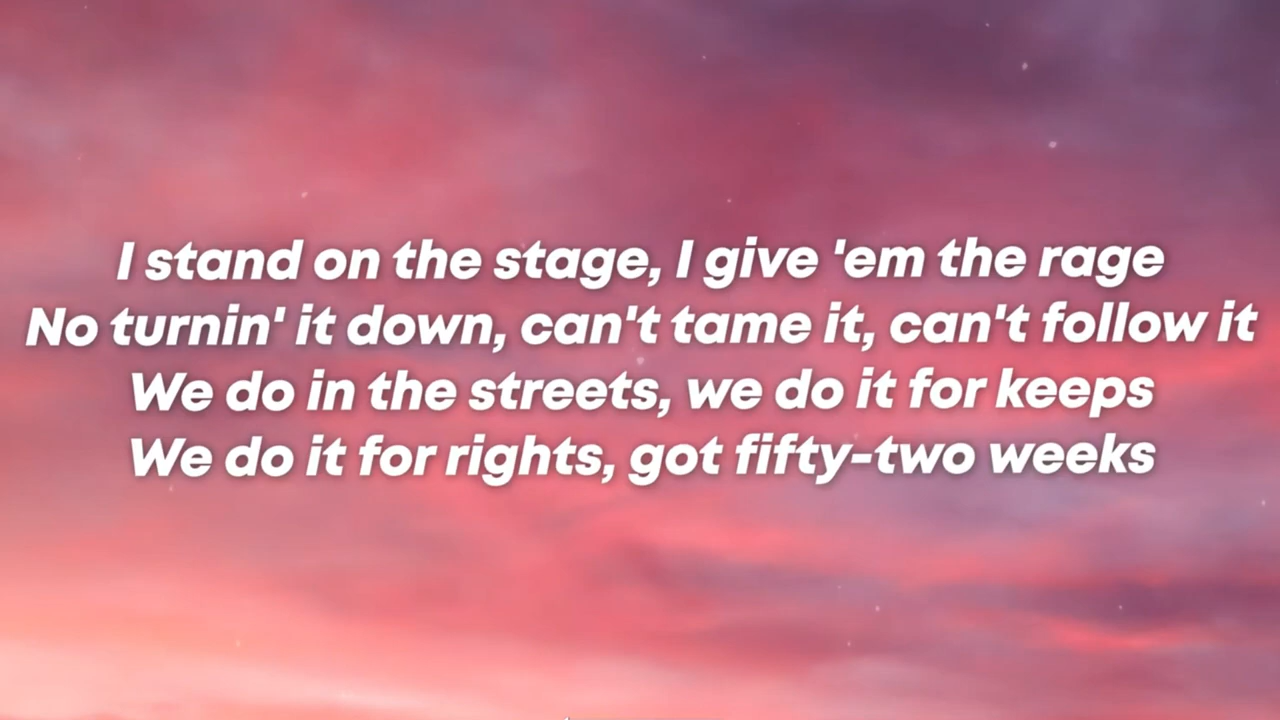 I stand on the stage, I give 'em the rage
No turnin' it down, can't tame it, can't follow it
We do in the streets, we do it for keeps
We do it for rights, got fifty-two weeks